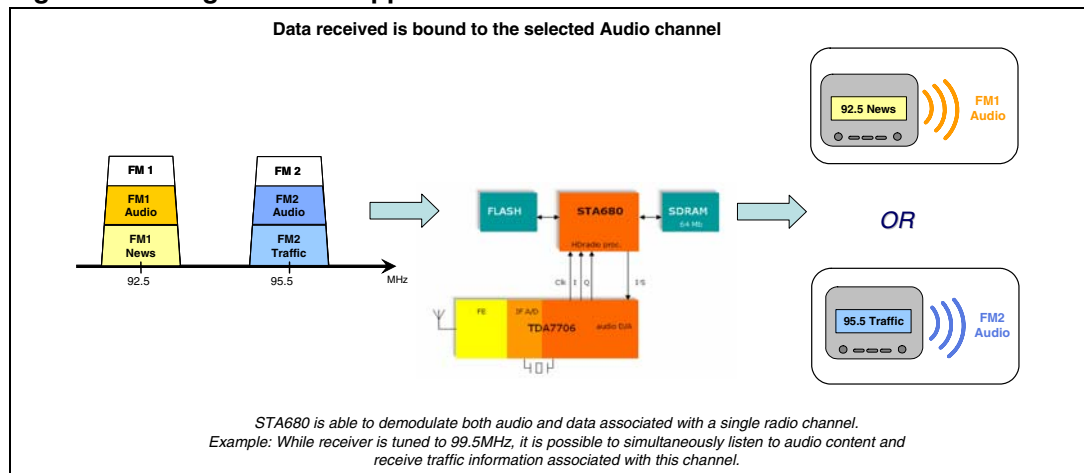 Data received is bound to the selected Audio channel
92.5 News
FM1
Audio
FM 1
FM1
Audio
FM1
News
FM 2
FM2
Audio
FM2
Traffic
92.5
95.5
MHz
FLASH
STA680
HDradio proc.
SDRAM
64 Mb
Clk
I
Q
FE
IF A/D
TDA7706
audio
OR
95.5 Traffic
FM2
Audio
STA680 is able to demodulate both audio and data associated with a single radio channel.
Example: While receiver is tuned to 99.5MHz, it is possible to simultaneously listen to audio content and
receive traffic information associated with this channel.